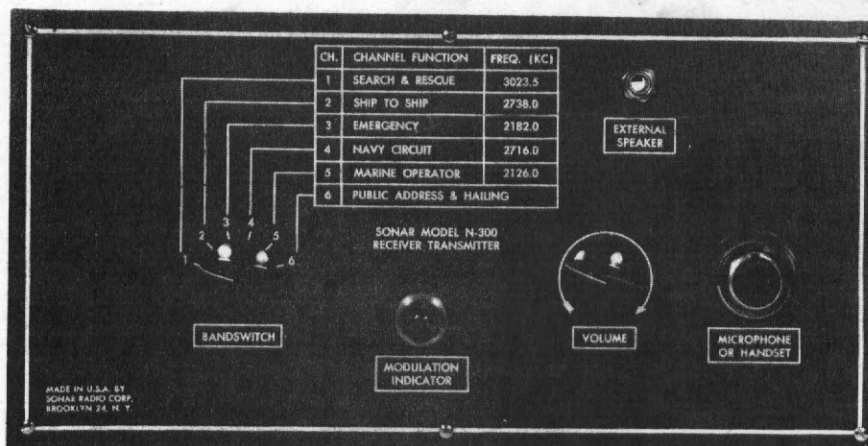 CH. CHANNEL FUNCTION FREQ. (KC)
1 SEARCH & RESCUE 3023.5
2 SHIP TO SHIP 2738.0
3 EMERGENCY 2182.0
4 NAVY CIRCUIT 2716.0
5 MARINE OPERATOR 2126.0
6 PUBLIC ADDRESS & HAILING
EXTERNAL
SPEAKER
SONAR MODEL N-300
RECEIVER TRANSMITTER
1 2 3 4 5 6
BANDSWITCH
MODULATION
INDICATOR
VOLUME
MICROPHONE
OR HANDSET
MADE IN U.S.A. BY
SONAR RADIO CORP.
BROOKLYN 24, N. Y.